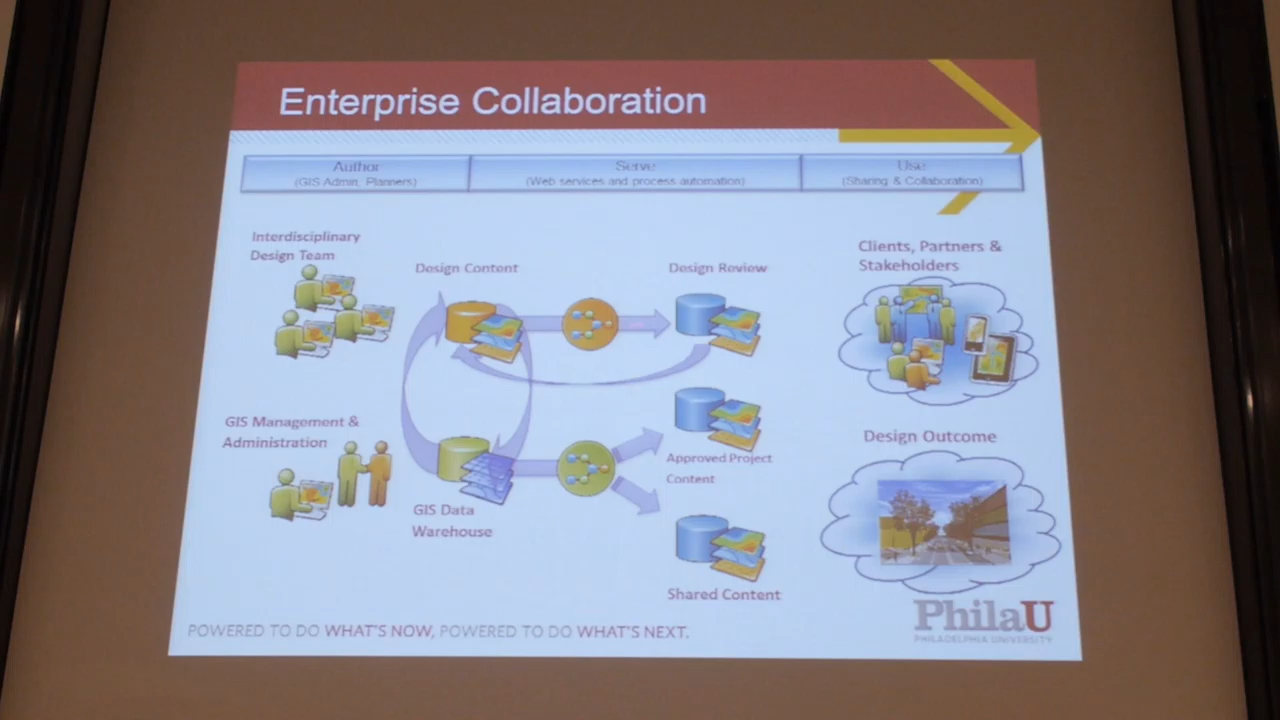 Enterprise Collaboration
Author
(GIS Admin, Planners)
Serve
(Web services and process automation)
Use
(Sharing & Collaboration)
Interdisciplinary
Design Team
Design Content
Design Review
Clients, Partners &
Stakeholders
GIS Management &
Administration
GIS Data
Warehouse
Approved Project
Content
Shared Content
Design Outcome
POWERED TO DO WHAT'S NOW, POWERED TO DO WHAT'S NEXT.
PhilaU
PHILADELPHIA UNIVERSITY